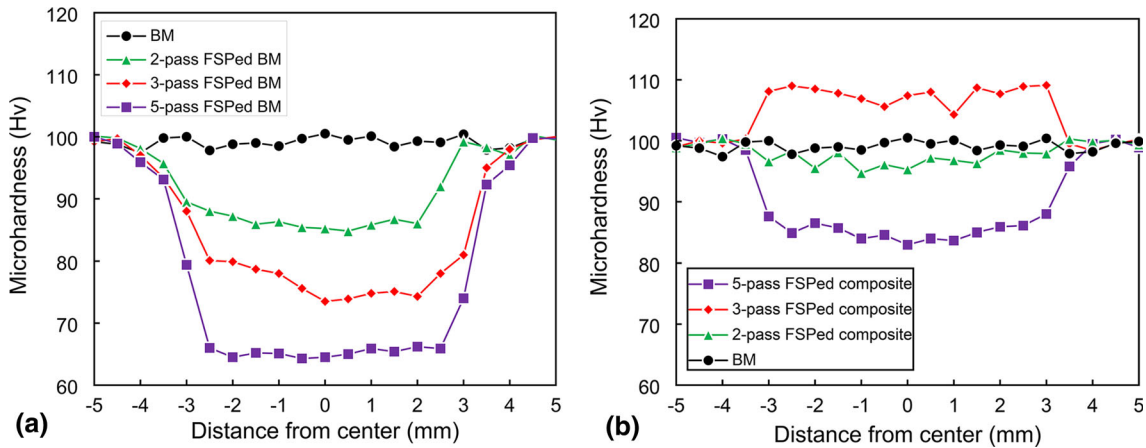 120
110
100
90
80
70
60
Microhardness (Hv)
BM
2-pass FSPed BM
3-pass FSPed BM
5-pass FSPed BM
-5 -4 -3 -2 -1 0 1 2 3 4 5
Distance from center (mm)
(a)
120
110
100
90
80
70
60
Microhardness (Hv)
5-pass FSPed composite
3-pass FSPed composite
2-pass FSPed composite
BM
-5 -4 -3 -2 -1 0 1 2 3 4 5
Distance from center (mm)
(b)